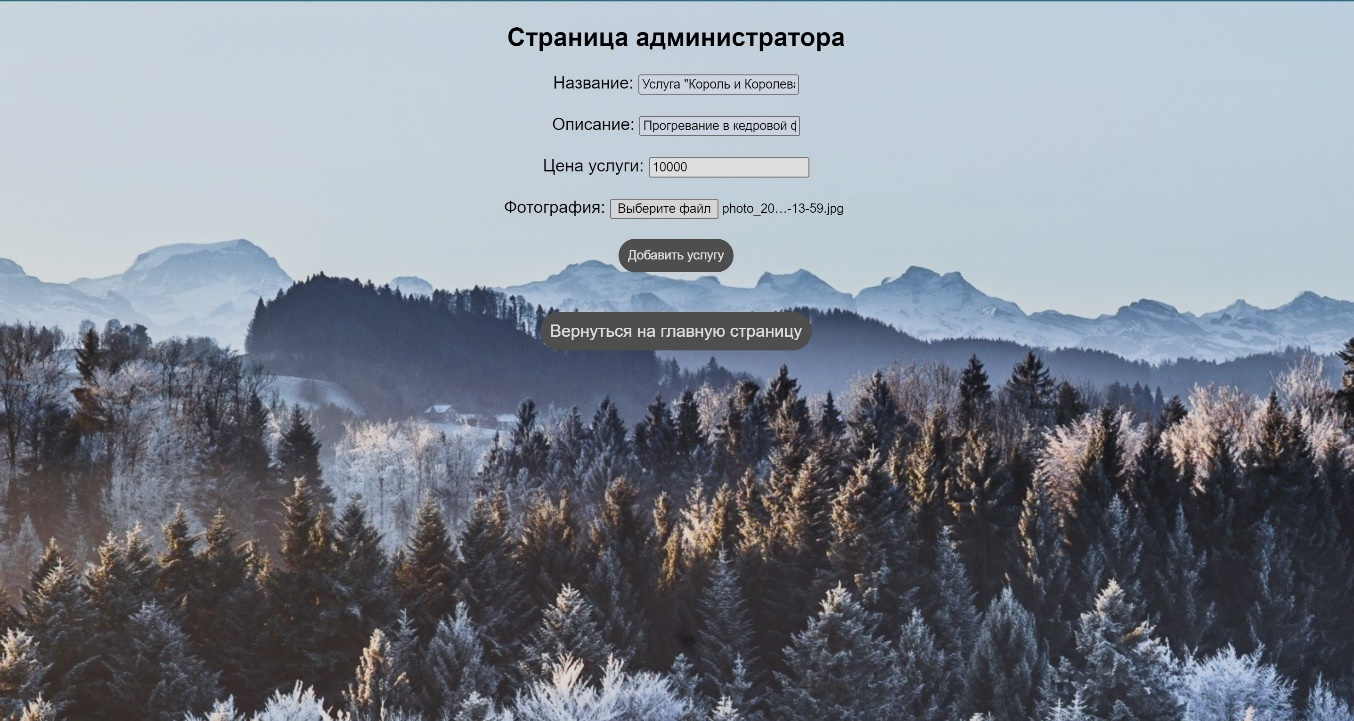 Страница администратора
Название: Услуга "Король и Королев
Описание: Прогревание в кедровой ф
Цена услуги: 10000
Фотография: Выберите файл photo_20...-13-59.jpg
Добавить услугу
Вернуться на главную страницу